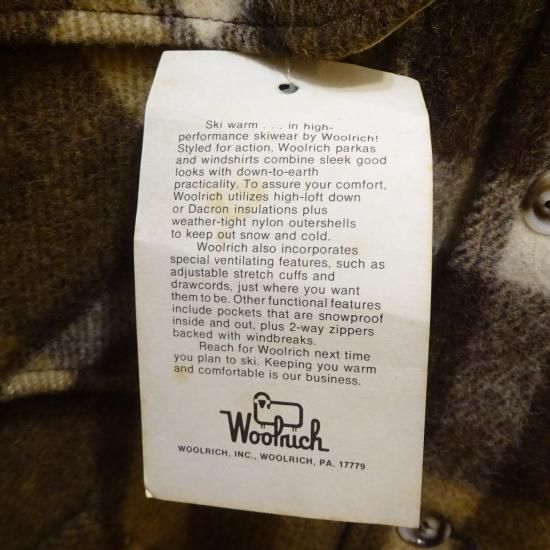 Ski warm . . . in high-
performance skiwear by Woolrich!
Styled for action, Woolrich parkas
and windshirts combine sleek good
looks with down-to-earth
practicality. To assure your comfort,
Woolrich utilizes high-loft down
or Dacron insulations plus
weather-tight nylon outershells
to keep out snow and cold.
Woolrich also incorporates
special ventilating features, such as
adjustable stretch cuffs and
drawcords, just where you want
them to be. Other functional features
include pockets that are snowproof
inside and out, plus 2-way zippers
backed with windbreaks.
Reach for Woolrich next time
you plan to ski. Keeping you warm
and comfortable is our business.
Woolrich
WOOLRICH, INC., WOOLRICH, PA. 17779